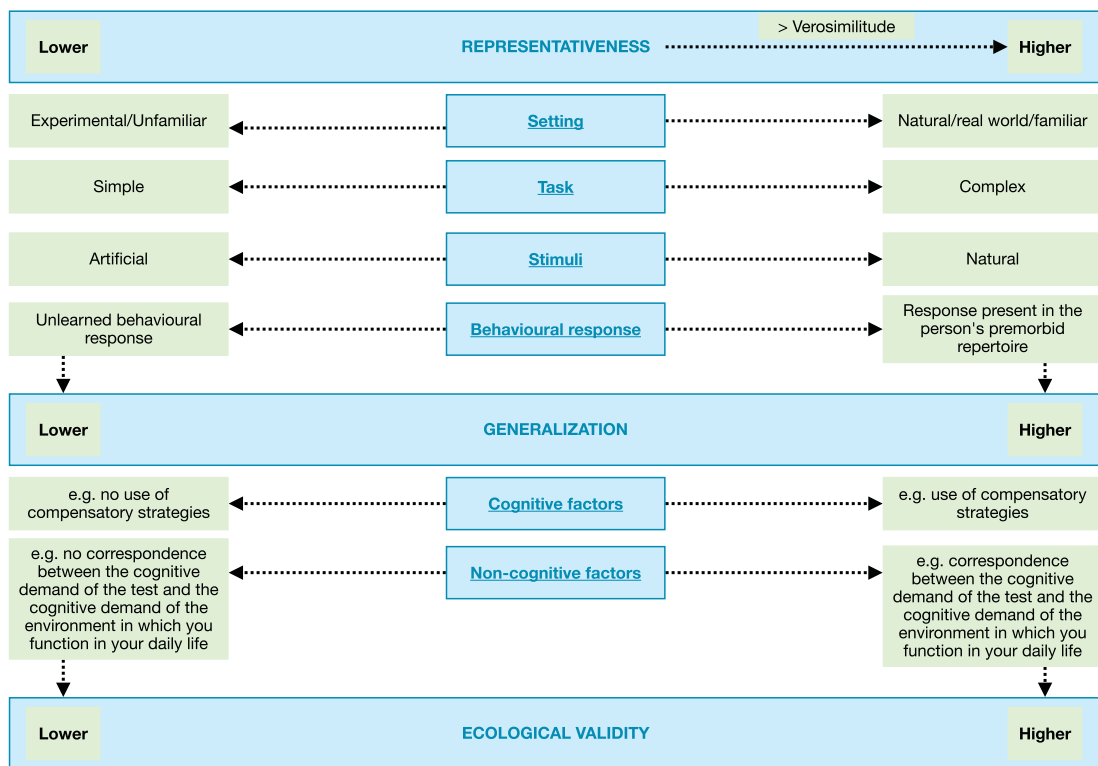 Lower
REPRESENTATIVENESS
> Verosimilitude
Higher
Experimental/Unfamiliar
Setting
Natural/real world/familiar
Simple
Task
Complex
Artificial
Stimuli
Natural
Unlearned behavioural
response
Behavioural response
Response present in the
person's premorbid
repertoire
Lower
GENERALIZATION
Higher
e.g. no use of
compensatory strategies
Cognitive factors
e.g. use of compensatory
strategies
e.g. no correspondence
between the cognitive
demand of the test and the
cognitive demand of the
environment in which you
function in your daily life
Non-cognitive factors
e.g. correspondence
between the cognitive
demand of the test and the
cognitive demand of the
environment in which you
function in your daily life
Lower
ECOLOGICAL VALIDITY
Higher